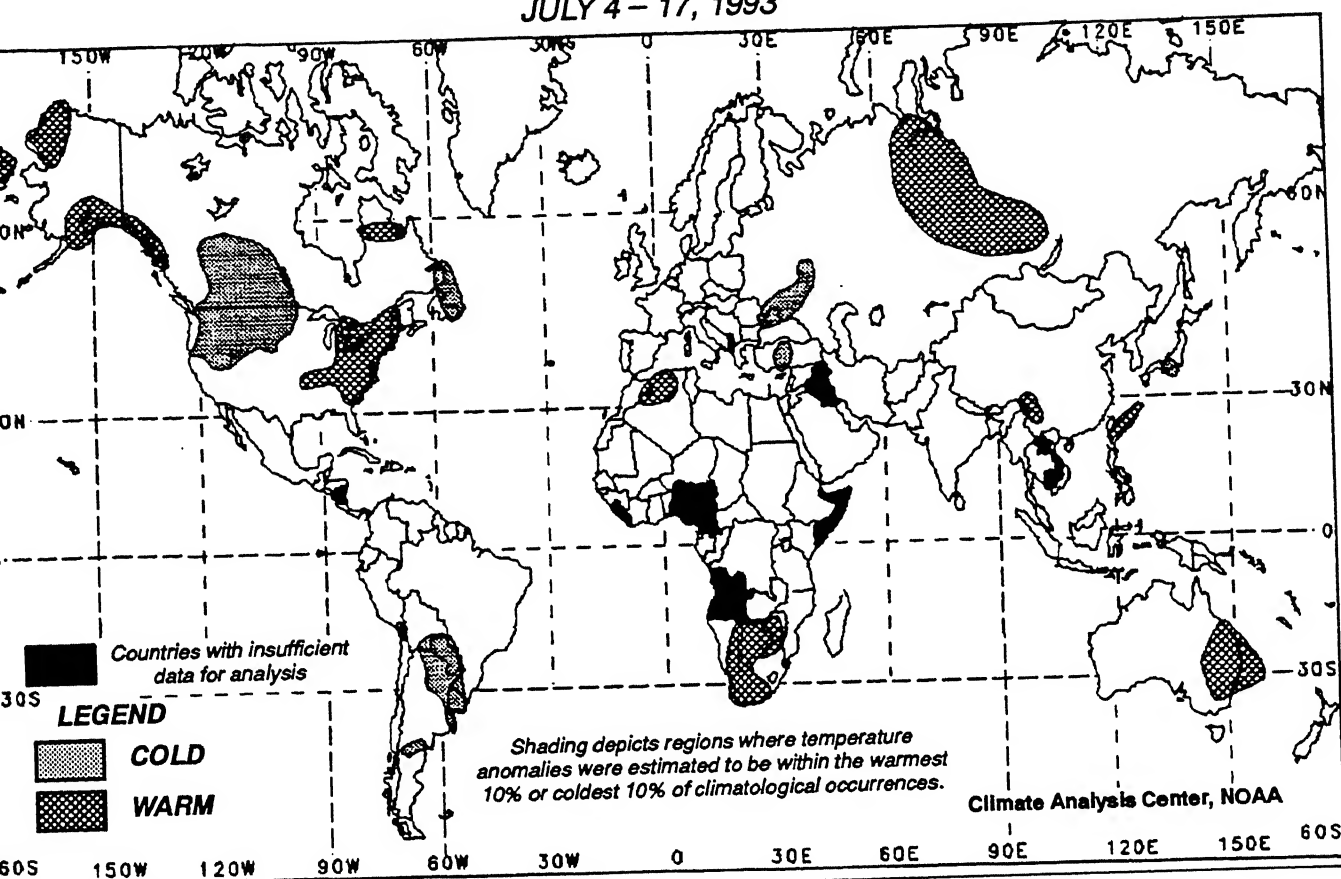 JULY 4 – 17, 1993
150W 120W 90W 60W 30W 0 30E 60E 90E 120E 150E
60N
30N 30N
0
Countries with insufficient
data for analysis
30S 30S
LEGEND
COLD
WARM
Shading depicts regions where temperature
anomalies were estimated to be within the warmest
10% or coldest 10% of climatological occurrences.
Climate Analysis Center, NOAA
60S 150W 120W 90W 60W 30W 0 30E 60E 90E 120E 150E 60S